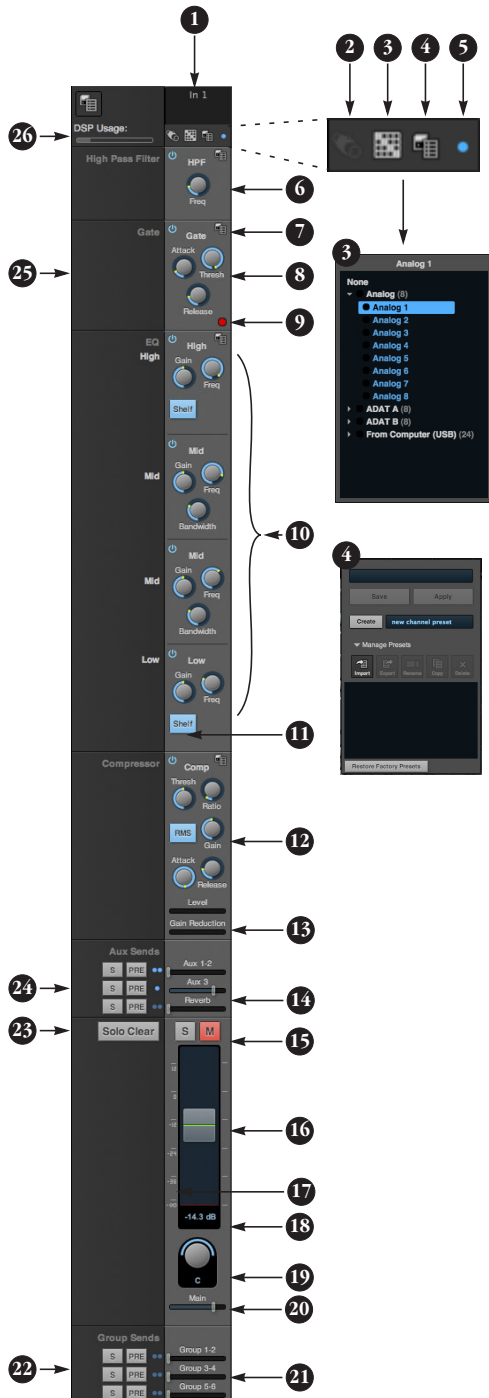 1
In 1
2
3
4
5
26
DSP Usage:
High Pass Filter
HPF
Freq
6
7
Gate
Gate
Attack
Thresh
Release
8
9
25
3
Analog 1
None
Analog (8)
Analog 1
Analog 2
Analog 3
Analog 4
Analog 5
Analog 6
Analog 7
Analog 8
ADAT A (8)
ADAT B (8)
From Computer (USB) (24)
EQ
High
High
Gain
Freq
Shelf
Mid
Mid
Gain
Freq
Bandwidth
10
Mid
Mid
Gain
Freq
Bandwidth
Low
Low
Gain
Freq
Shelf
11
4
Save
Apply
Create
new channel preset
Manage Presets
Import
Export
Rename
Copy
Delete
Restore Factory Presets
Compressor
Comp
Thresh
Ratio
RMS
Gain
Attack
Release
12
Level
Gain Reduction
13
Aux Sends
S PRE
Aux 1-2
24
S PRE
Aux 3
S PRE
Reverb
14
23
Solo Clear
S M
15
12
-12
16
-24
17
-14.3 dB
18
C
19
Main
20
Group Sends
S PRE
Group 1-2
22
S PRE
Group 3-4
21
S PRE
Group 5-6